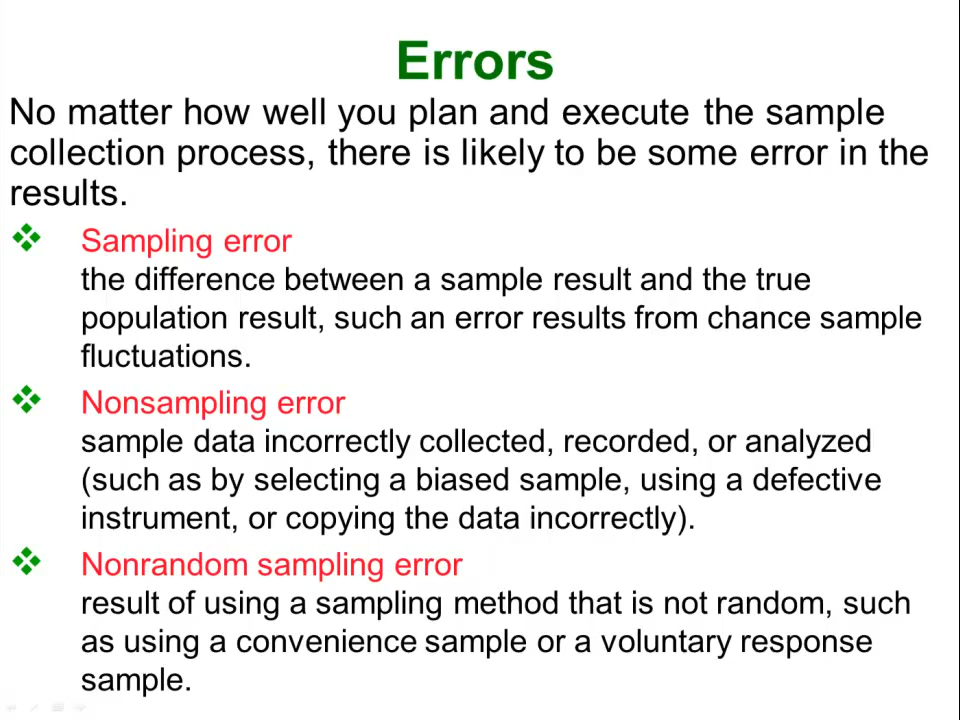 Errors
No matter how well you plan and execute the sample
collection process, there is likely to be some error in the
results.
Sampling error
the difference between a sample result and the true
population result, such an error results from chance sample
fluctuations.
Nonsampling error
sample data incorrectly collected, recorded, or analyzed
(such as by selecting a biased sample, using a defective
instrument, or copying the data incorrectly).
Nonrandom sampling error
result of using a sampling method that is not random, such
as using a convenience sample or a voluntary response
sample.